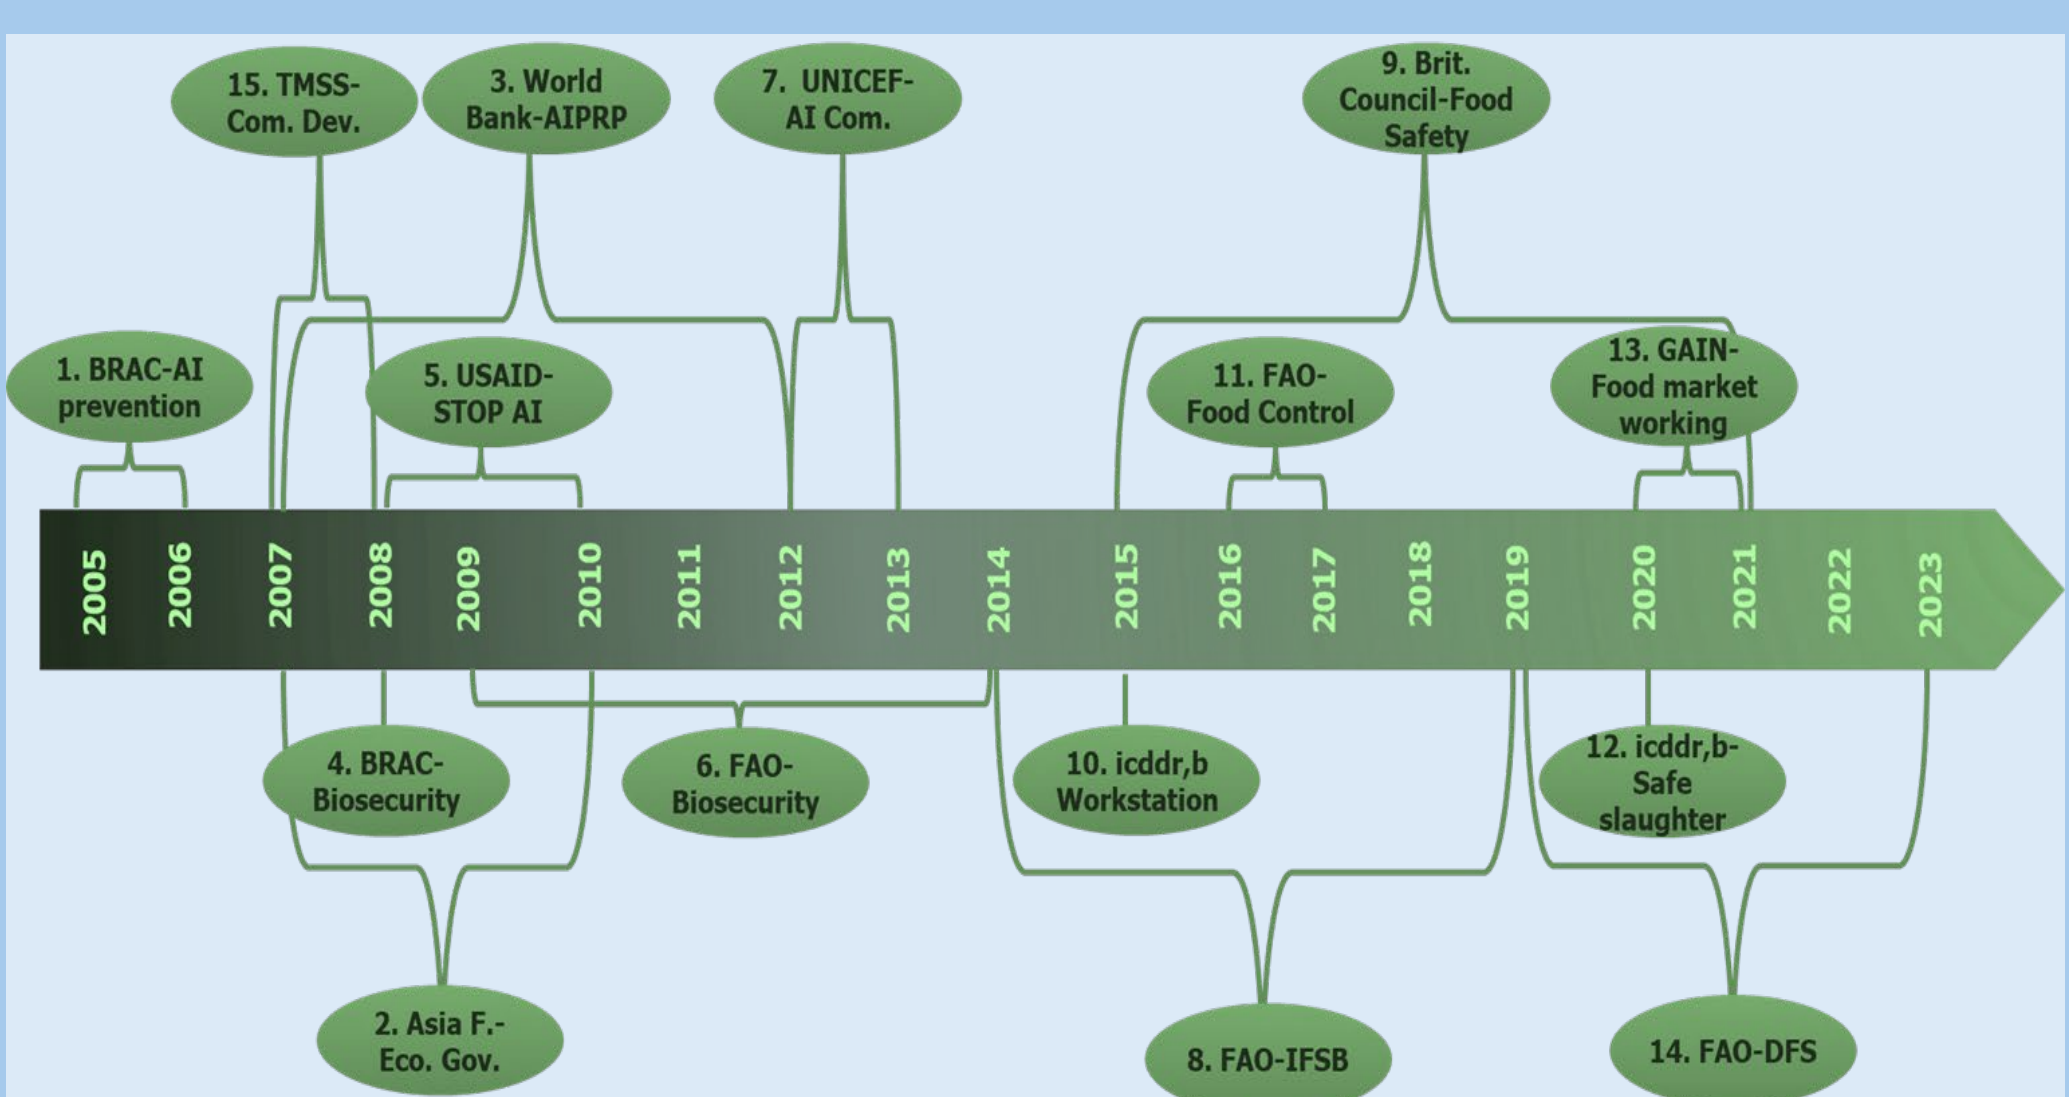 15. TMSS-
Com. Dev.
3. World
Bank-AIPRP
7. UNICEF-
AI Com.
9. Brit.
Council-Food
Safety
1. BRAC-AI
prevention
5. USAID-
STOP AI
11. FAO-
Food Control
13. GAIN-
Food market
working
2005
2006
2007
2008
2009
2010
2011
2012
2013
2014
2015
2016
2017
2018
2019
2020
2021
2022
2023
4. BRAC-
Biosecurity
6. FAO-
Biosecurity
10. icddr,b
Workstation
12. icddr,b-
Safe
slaughter
2. Asia F.-
Eco. Gov.
8. FAO-IFSB
14. FAO-DFS